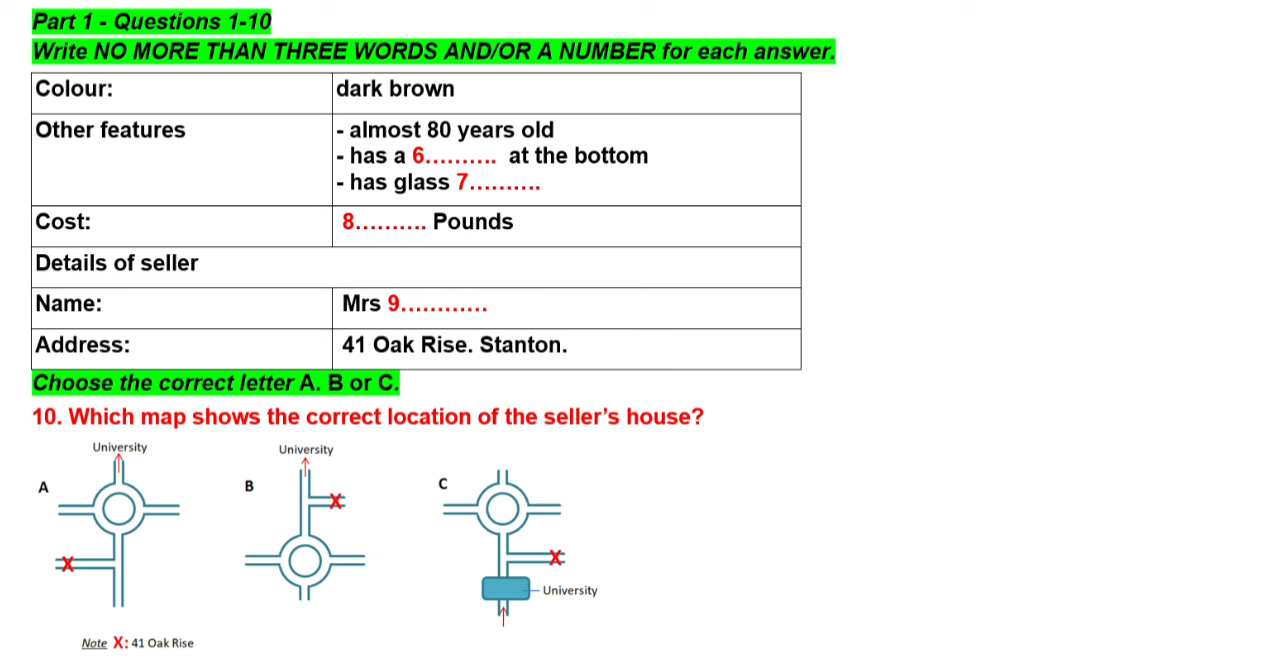 Part 1 - Questions 1-10
Write NO MORE THAN THREE WORDS AND/OR A NUMBER for each answer.
Colour: dark brown
Other features - almost 80 years old
- has a 6.......... at the bottom
- has glass 7..........
Cost: 8.......... Pounds
Details of seller
Name: Mrs 9............
Address: 41 Oak Rise. Stanton.
Choose the correct letter A. B or C.
10. Which map shows the correct location of the seller's house?
University University
A B C
X
X X
University
Note X: 41 Oak Rise